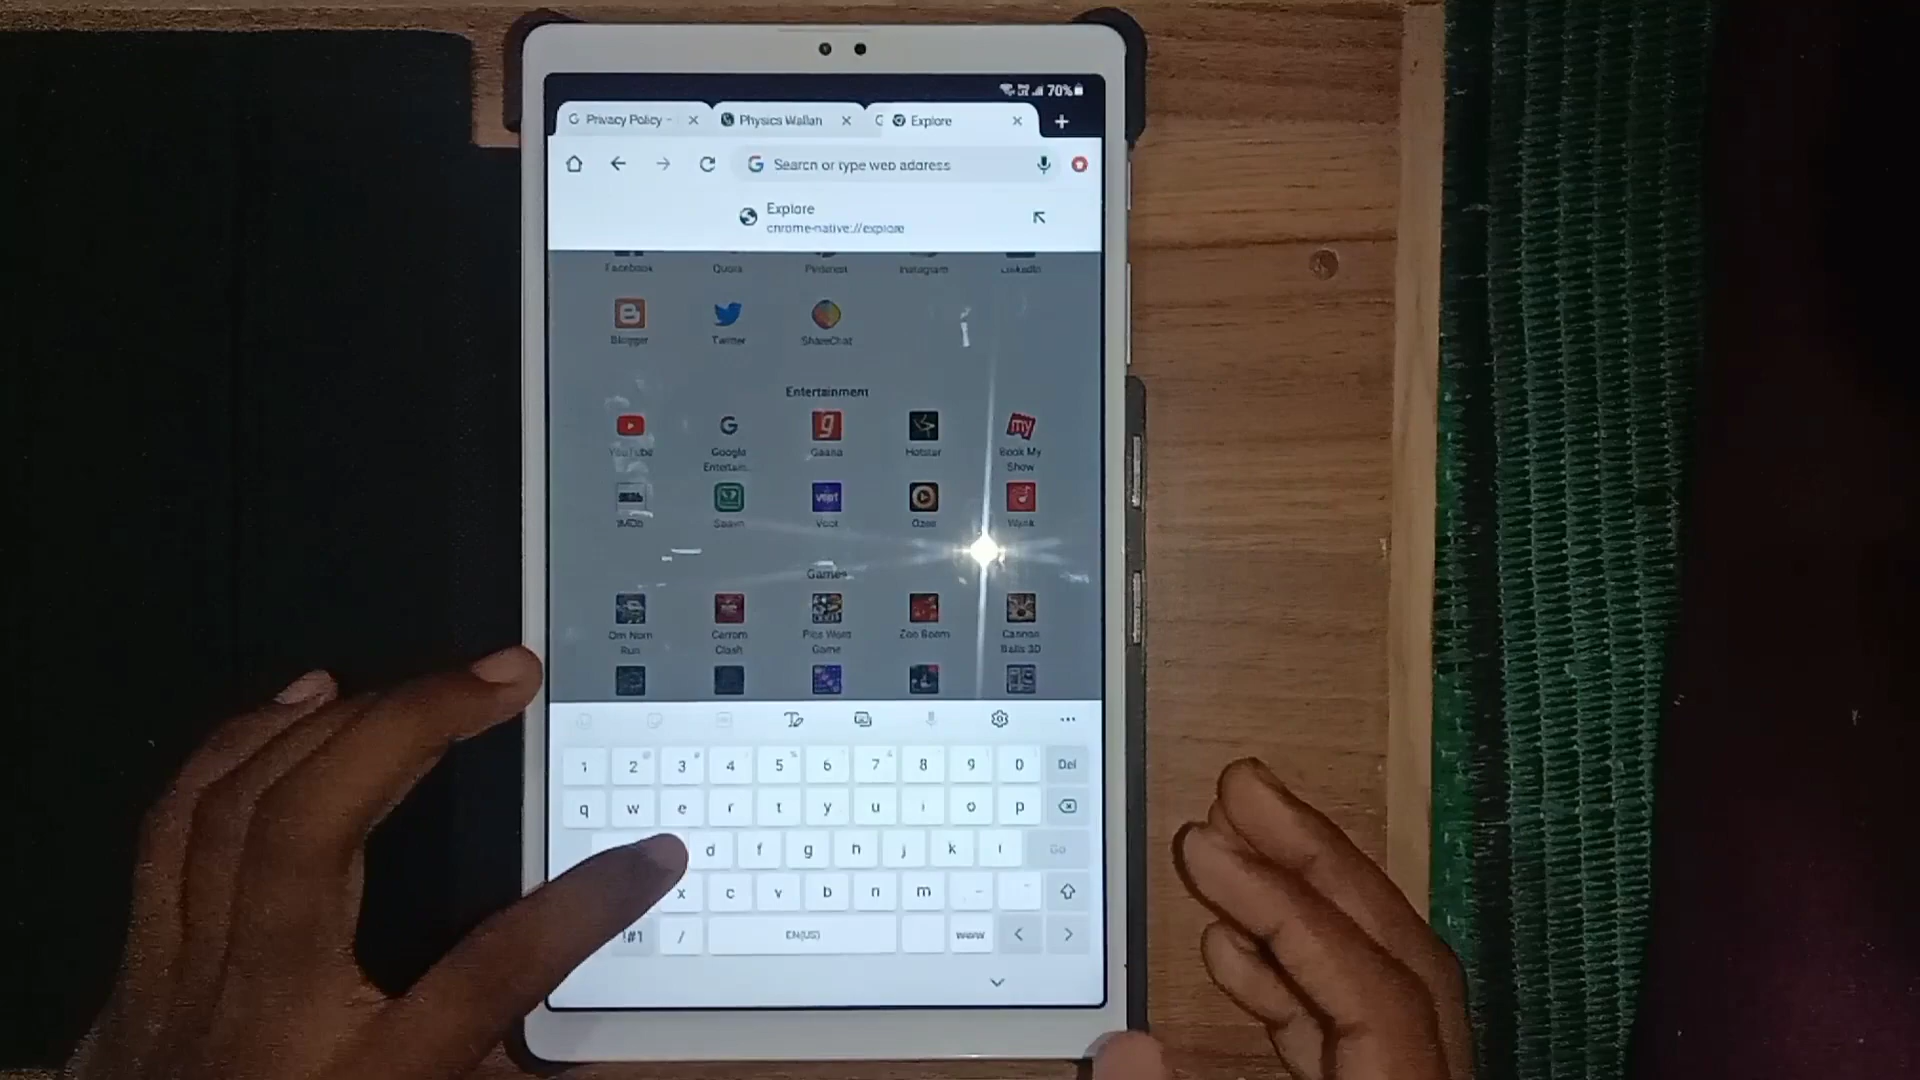 70%
Privacy Policy -
Physics Wallah
Explore
Search or type web address
Explore
chrome-native://explore
Facebook
Quora
Pinterest
Instagram
LinkedIn
Blogger
Twitter
ShareChat
Entertainment
YouTube
Google Entertain...
Gaana
Hotstar
Book My Show
IMDb
Saavn
voot
Voot
Ozee
Wynk
Games
Om Nom Run
Carrom Clash
Pics Word Game
Zoo Boom
Cannon Balls 3D
1 2 3 4 5 6 7 8 9 0 Del
q w e r t y u i o p
d f g h j k l Go
x c v b n m
!#1 / EN(US) www < >